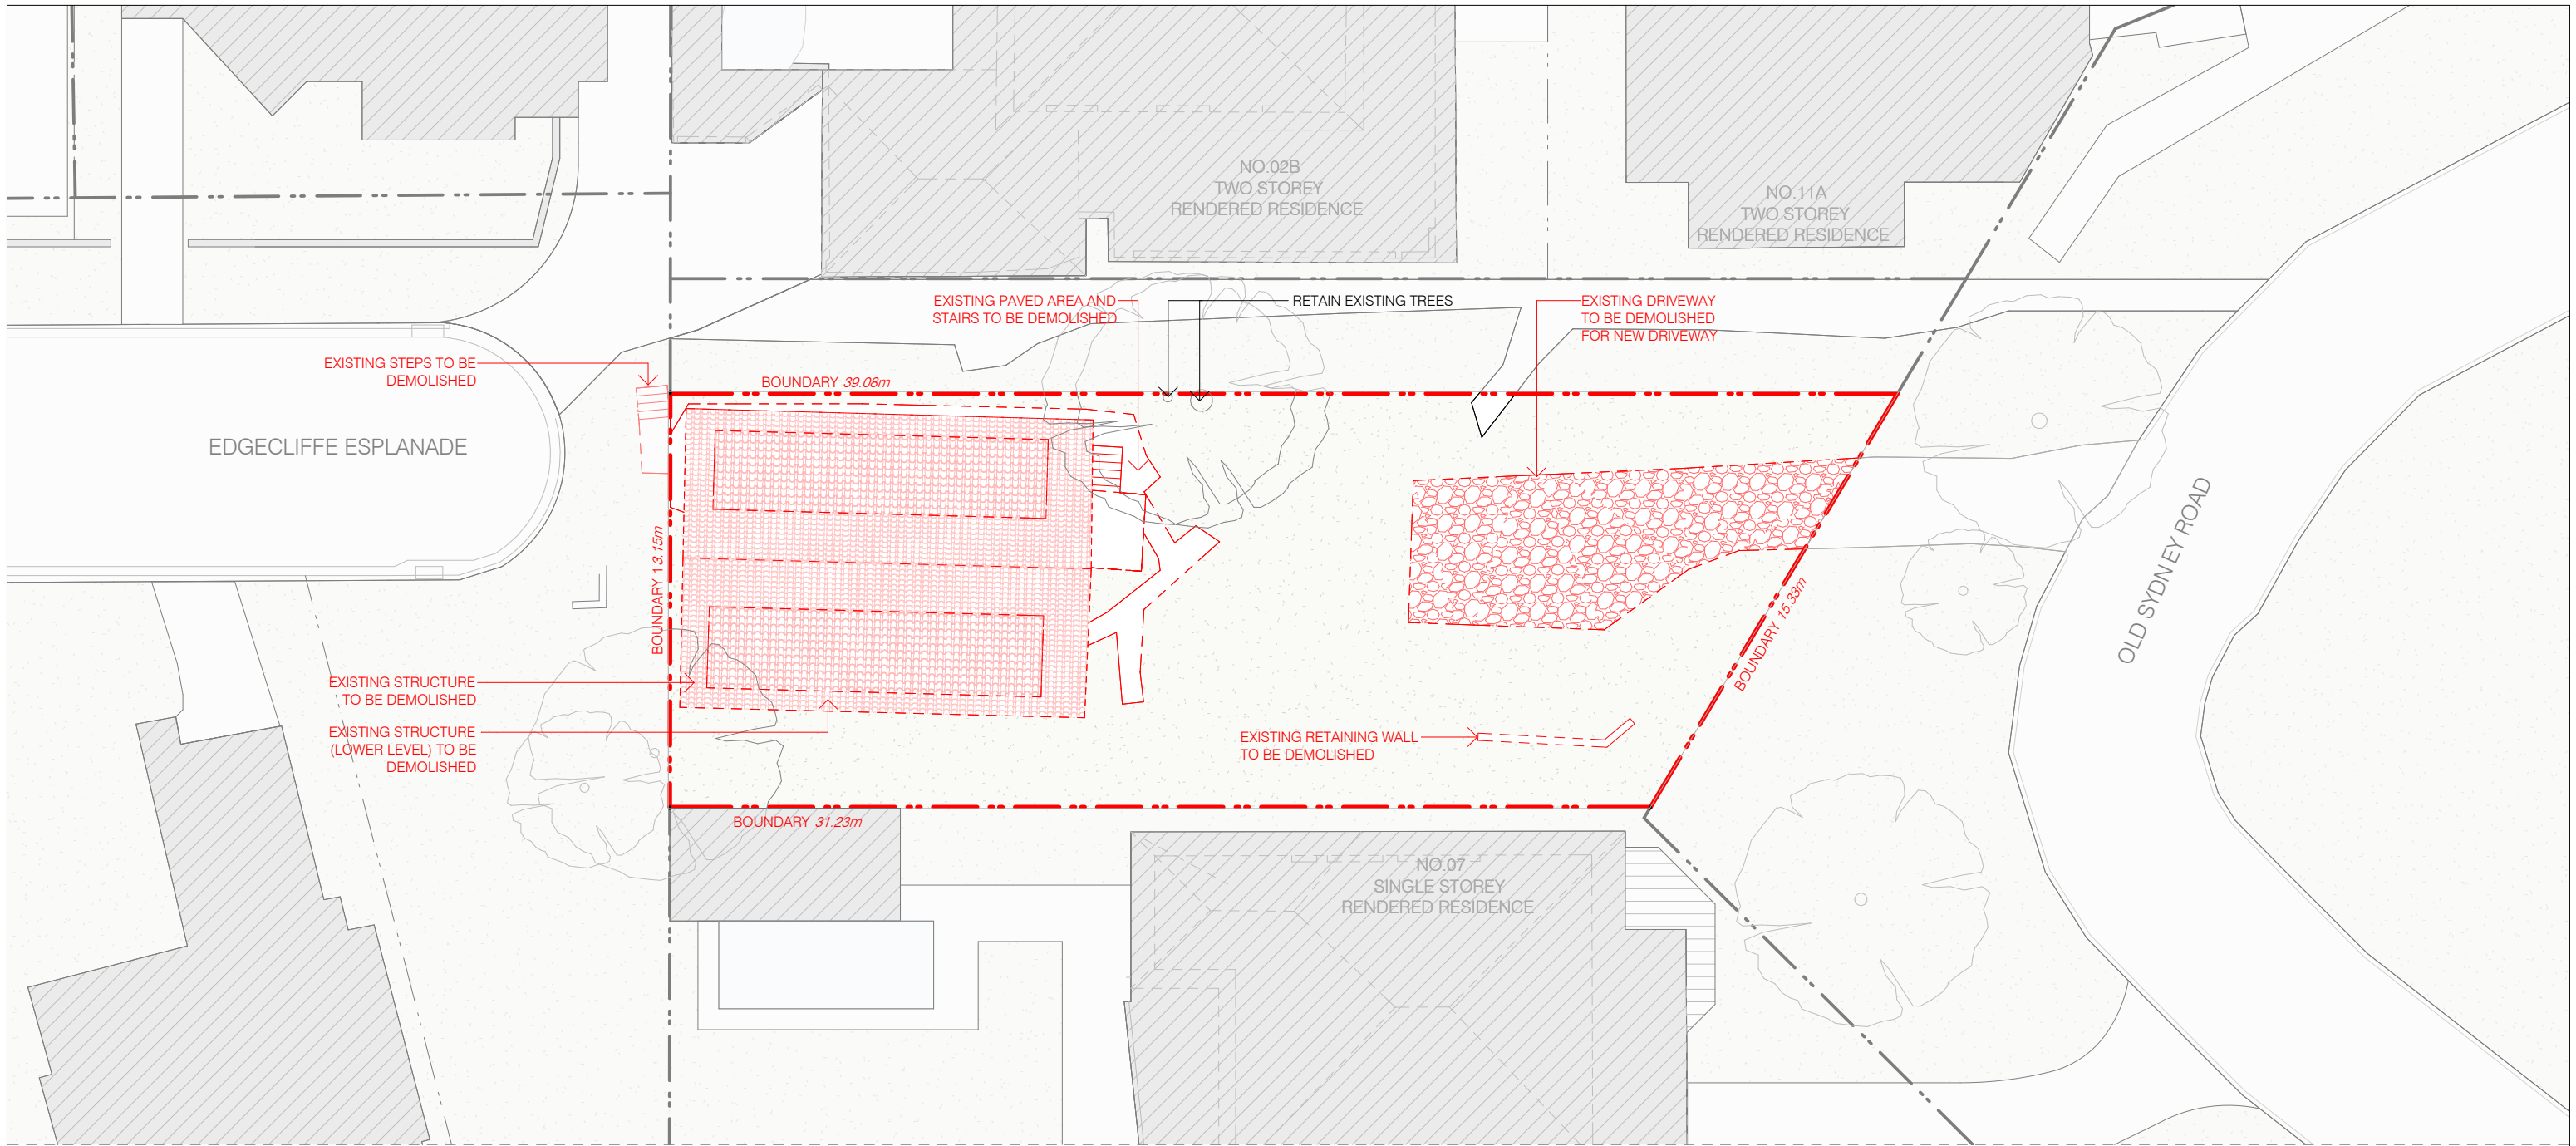 NO.02B
TWO STOREY
RENDERED RESIDENCE
NO.11A
TWO STOREY
RENDERED RESIDENCE
EXISTING PAVED AREA AND
STAIRS TO BE DEMOLISHED
RETAIN EXISTING TREES
EXISTING DRIVEWAY
TO BE DEMOLISHED
FOR NEW DRIVEWAY
EXISTING STEPS TO BE
DEMOLISHED
BOUNDARY 39.08m
EDGECLIFFE ESPLANADE
BOUNDARY 13.15m
OLD SYDNEY ROAD
BOUNDARY 15.33m
EXISTING STRUCTURE
TO BE DEMOLISHED
EXISTING STRUCTURE
(LOWER LEVEL) TO BE
DEMOLISHED
EXISTING RETAINING WALL
TO BE DEMOLISHED
BOUNDARY 31.23m
NO.07
SINGLE STOREY
RENDERED RESIDENCE